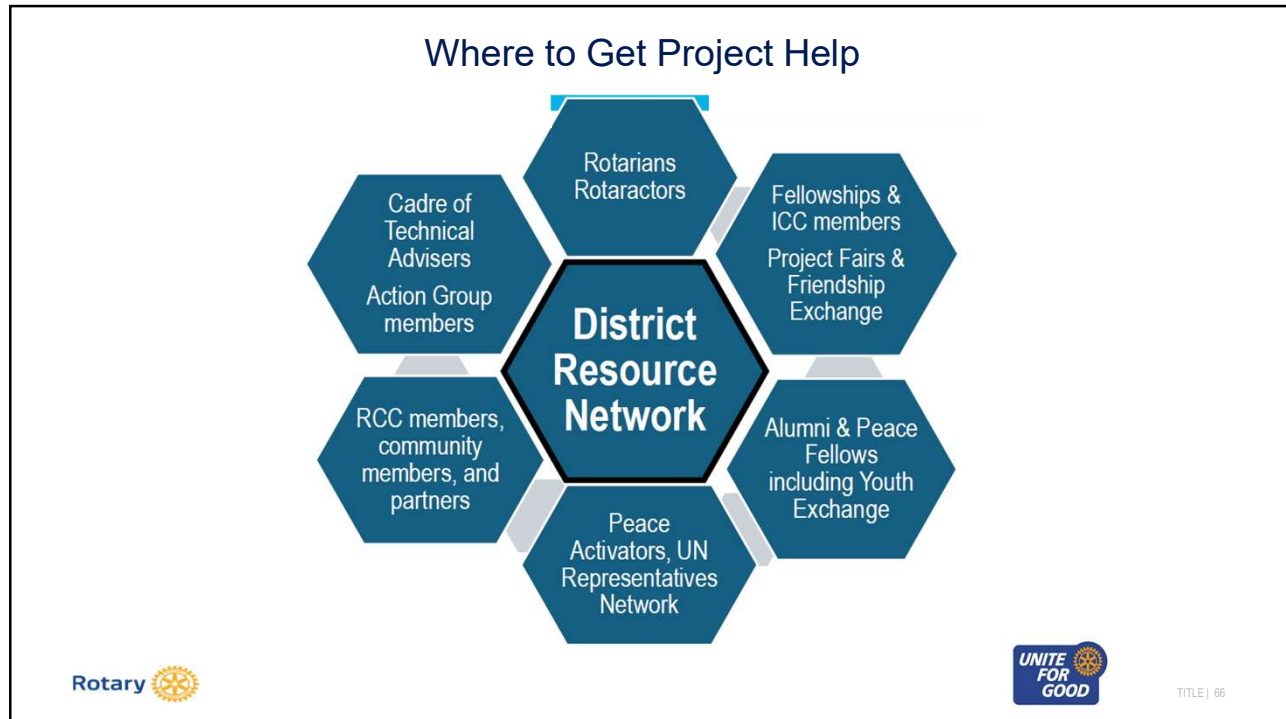 Where to Get Project Help
Rotarians
Rotaractors
Fellowships &
ICC members
Project Fairs &
Friendship
Exchange
Cadre of
Technical
Advisers
Action Group
members
District
Resource
Network
RCC members,
community
members, and
partners
Alumni & Peace
Fellows
including Youth
Exchange
Peace
Activators, UN
Representatives
Network
Rotary
UNITE
FOR
GOOD
TITLE | 66